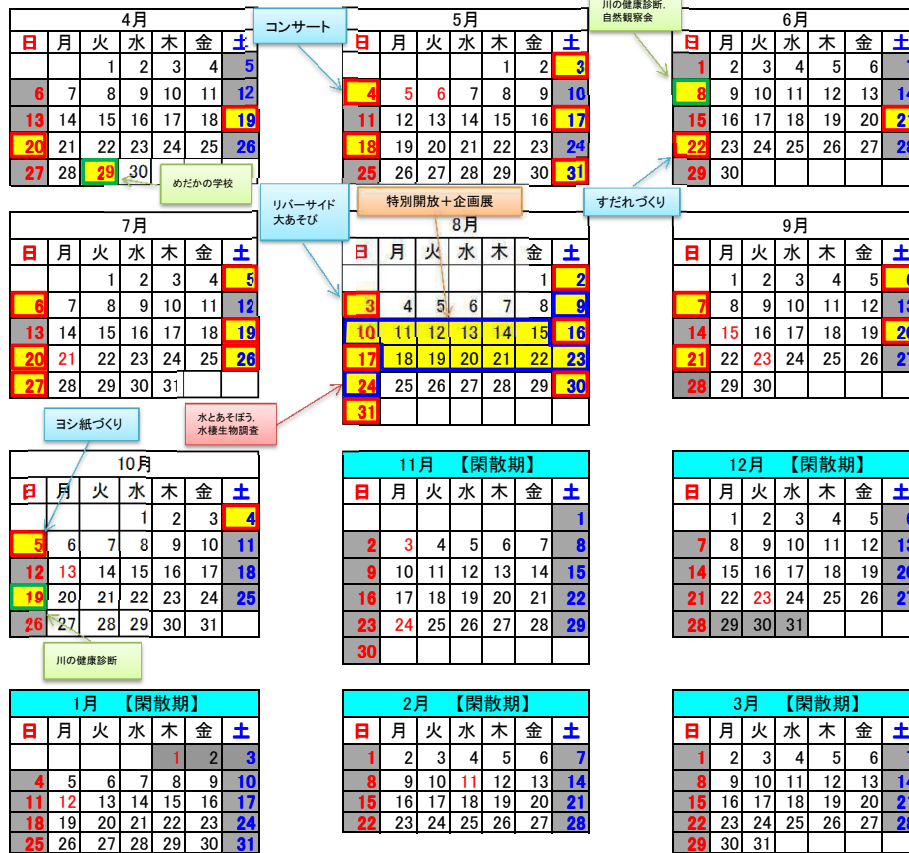 川の健康診断.
自然観察会
4月
コンサート
5月
6月
日 月 火 水 木 金 土
日 月 火 水 木 金 土
日 月 火 水 木 金 土
1 2 3 4 5
1 2 3
1 2 3 4 5 6
6 7 8 9 10 11 12
4 5 6 7 8 9 10
8 9 10 11 12 13 14
13 14 15 16 17 18 19
11 12 13 14 15 16 17
15 16 17 18 19 20 21
20 21 22 23 24 25 26
18 19 20 21 22 23 24
22 23 24 25 26 27 28
27 28 29 30
25 26 27 28 29 30 31
29 30
めだかの学校
リバーサイド
大あそび
特別開放+企画展
すだれづくり
7月
8月
9月
日 月 火 水 木 金 土
日 月 火 水 木 金 土
日 月 火 水 木 金 土
1 2 3 4 5
1 2
1 2 3 4 5 6
6 7 8 9 10 11 12
3 4 5 6 7 8 9
7 8 9 10 11 12 13
13 14 15 16 17 18 19
10 11 12 13 14 15 16
14 15 16 17 18 19 20
20 21 22 23 24 25 26
17 18 19 20 21 22 23
21 22 23 24 25 26 27
27 28 29 30 31
24 25 26 27 28 29 30
28 29 30
31
ヨシ紙づくり
水とあそぼう.
水棲生物調査
10月
11月 【閑散期】
12月 【閑散期】
日 月 火 水 木 金 土
日 月 火 水 木 金 土
日 月 火 水 木 金 土
1 2 3 4
1
1 2 3 4 5 6
5 6 7 8 9 10 11
2 3 4 5 6 7 8
7 8 9 10 11 12 13
12 13 14 15 16 17 18
9 10 11 12 13 14 15
14 15 16 17 18 19 20
19 20 21 22 23 24 25
16 17 18 19 20 21 22
21 22 23 24 25 26 27
26 27 28 29 30 31
23 24 25 26 27 28 29
28 29 30 31
30
川の健康診断
1月 【閑散期】
2月 【閑散期】
3月 【閑散期】
日 月 火 水 木 金 土
日 月 火 水 木 金 土
日 月 火 水 木 金 土
1 2 3
1 2 3 4 5 6 7
1 2 3 4 5 6 7
4 5 6 7 8 9 10
8 9 10 11 12 13 14
8 9 10 11 12 13 14
11 12 13 14 15 16 17
15 16 17 18 19 20 21
15 16 17 18 19 20 21
18 19 20 21 22 23 24
22 23 24 25 26 27 28
22 23 24 25 26 27 28
25 26 27 28 29 30 31
29 30 31